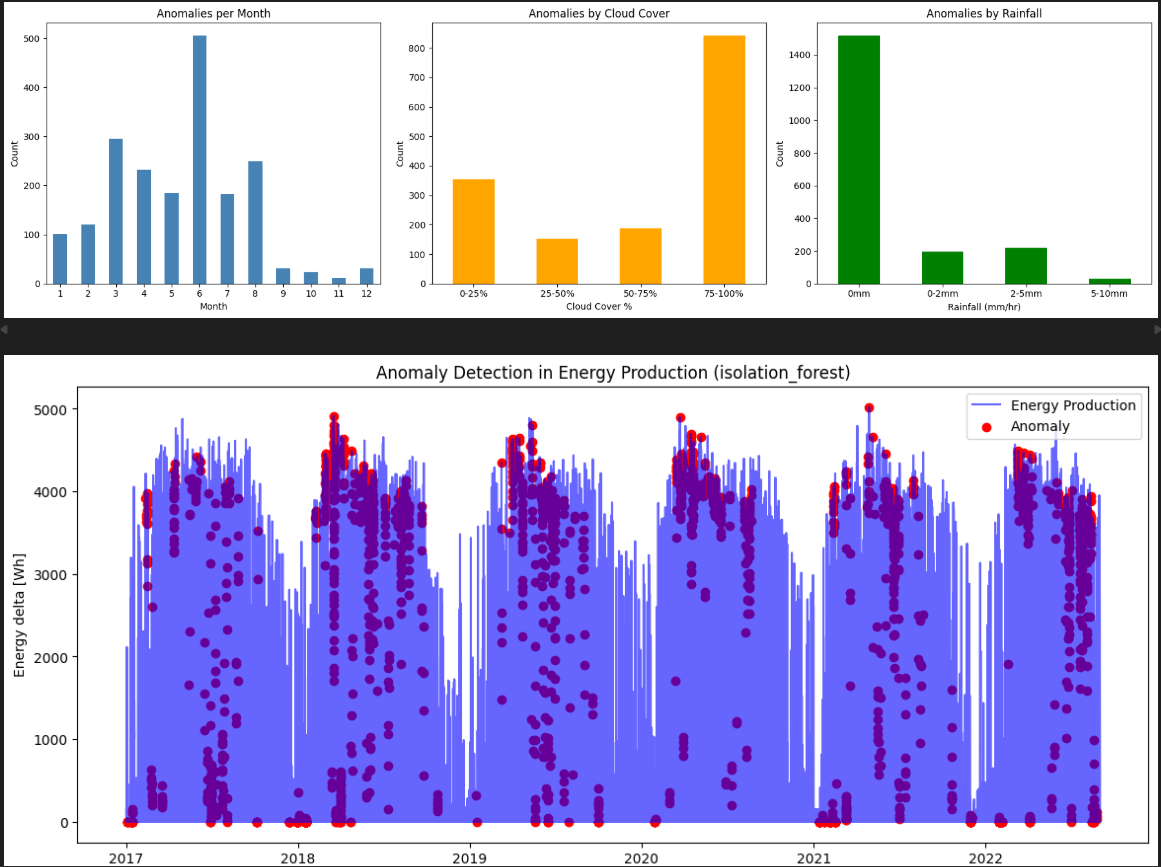 Anomalies per Month
500
400
300
200
100
0
Count
1 2 3 4 5 6 7 8 9 10 11 12
Month
Anomalies by Cloud Cover
800
700
600
500
400
300
200
100
0
Count
0-25% 25-50% 50-75% 75-100%
Cloud Cover %
Anomalies by Rainfall
1400
1200
1000
800
600
400
200
0
Count
0mm 0-2mm 2-5mm 5-10mm
Rainfall (mm/hr)
Anomaly Detection in Energy Production (isolation_forest)
Energy Production
Anomaly
5000
4000
3000
2000
1000
0
Energy delta [Wh]
2017 2018 2019 2020 2021 2022